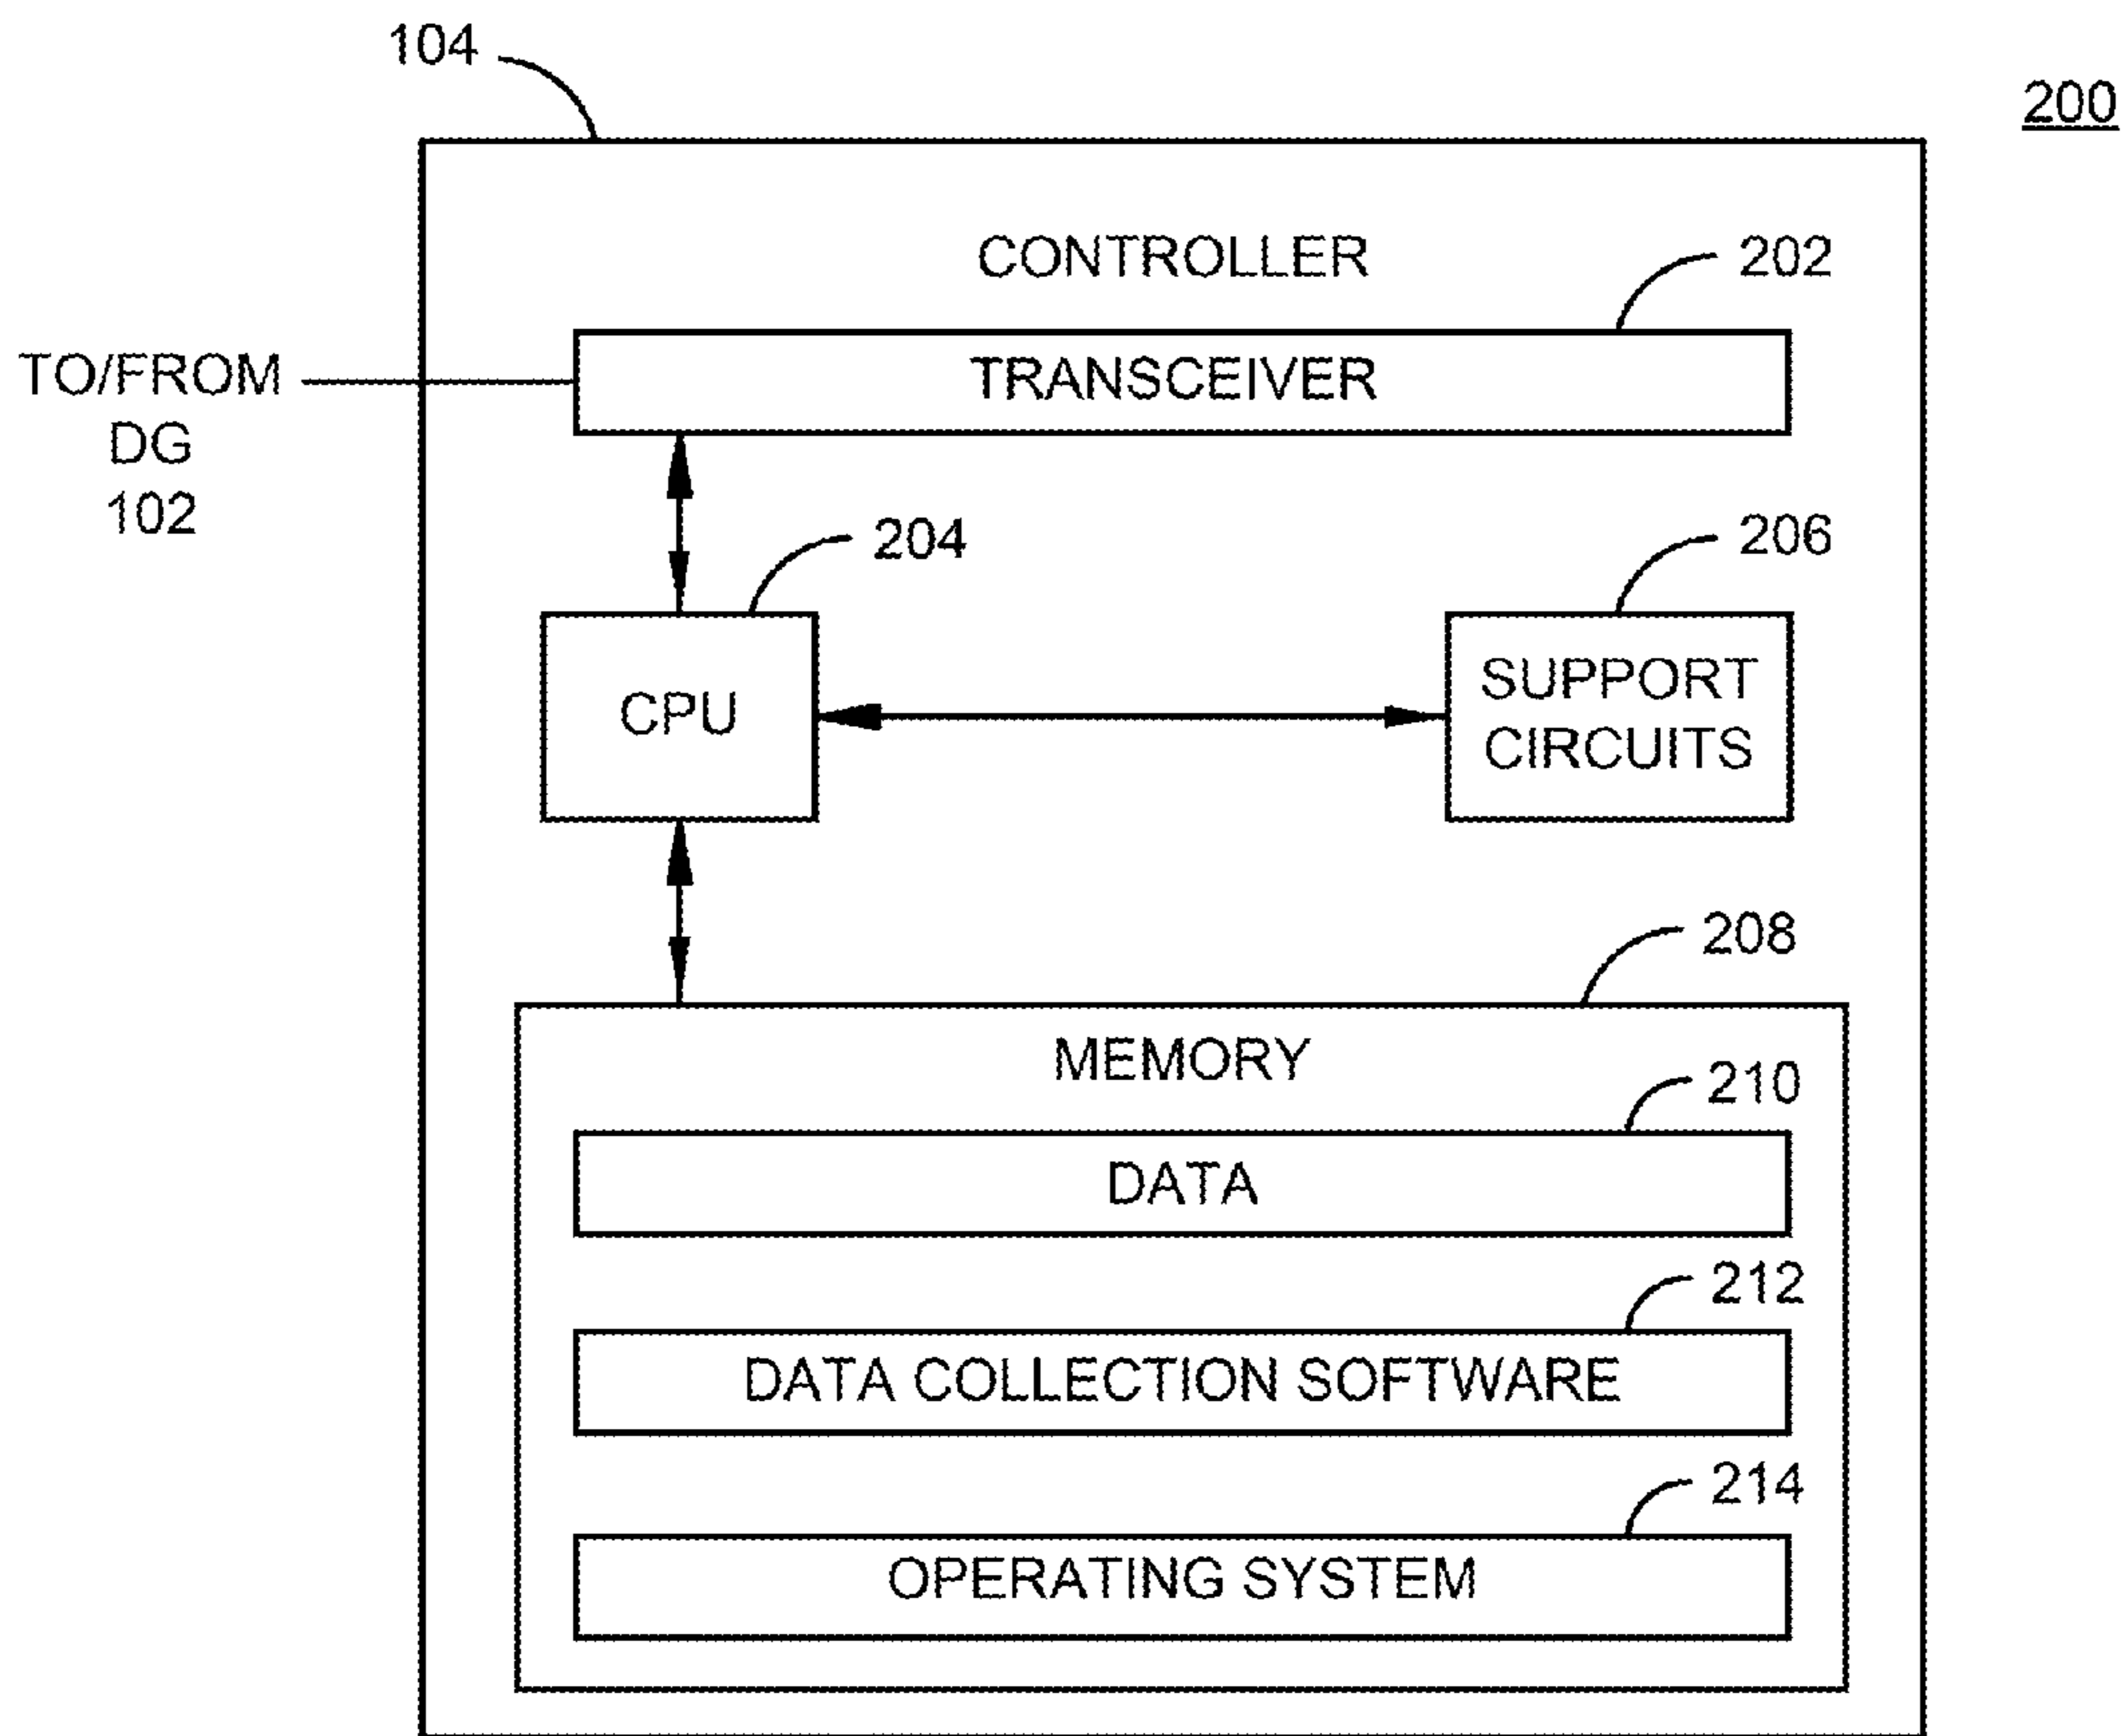 104
200
CONTROLLER
202
TRANSCEIVER
TO/FROM
DG
102
204
206
CPU
SUPPORT
CIRCUITS
208
MEMORY
210
DATA
212
DATA COLLECTION SOFTWARE
214
OPERATING SYSTEM